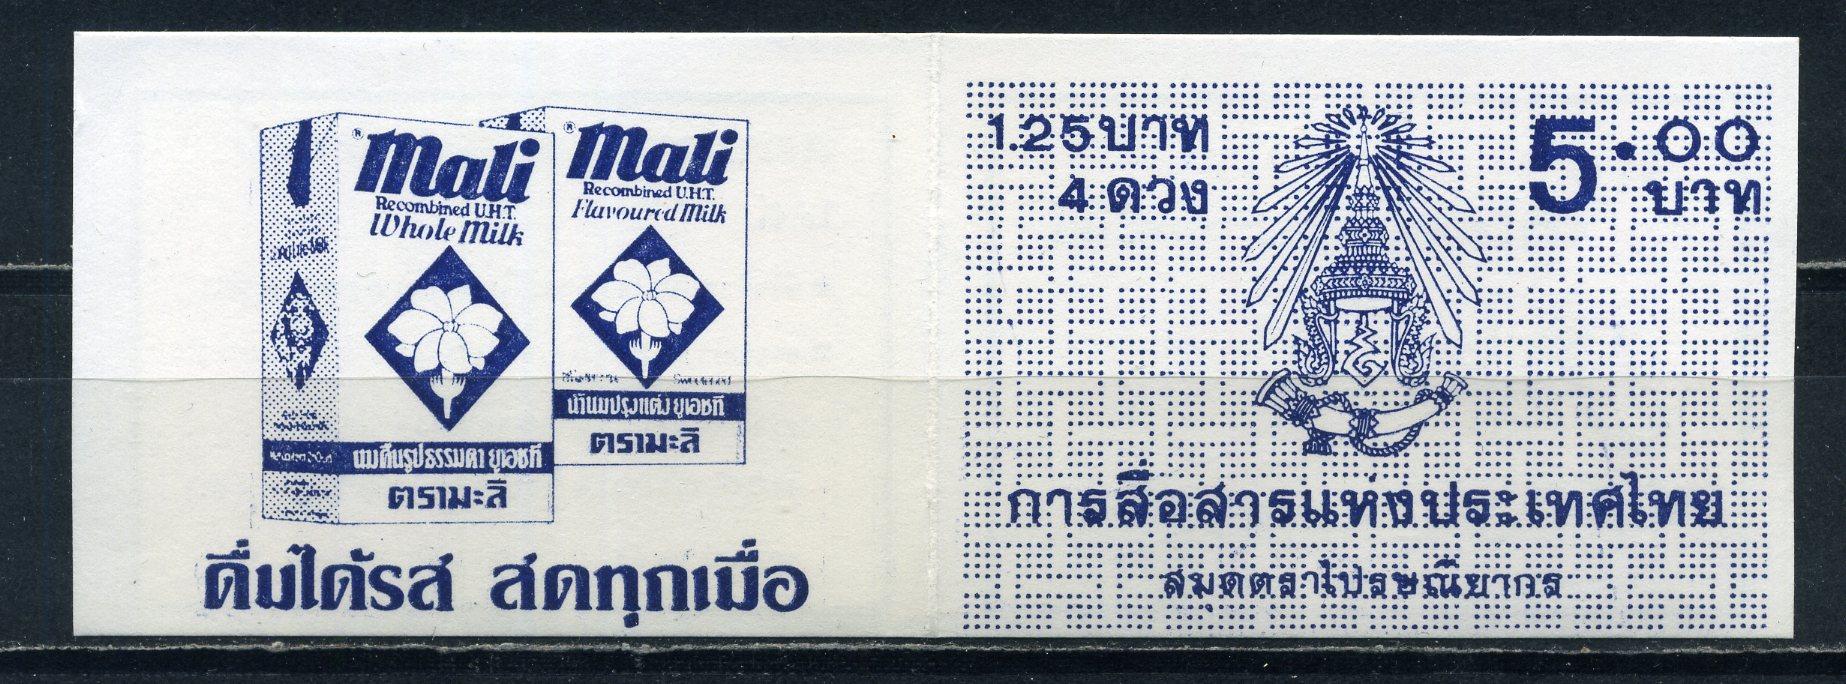 ® Mali
Recombined U.H.T.
Whole Milk
นมคืนรูปธรรมดา ยูเอชที
ตรามะลิ
® Mali
Recombined U.H.T.
Flavoured Milk
Sweetened
น้ำนมปรุงแต่ง ยูเอชที
ตรามะลิ
ดื่มได้รส สดทุกเมื่อ
1.25 บาท
4 ดวง
5.00
บาท
การสื่อสารแห่งประเทศไทย
สมุดตราไปรษณียากร